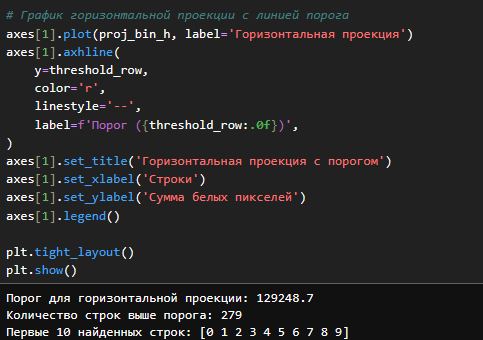 # График горизонтальной проекции с линией порога
axes[1].plot(proj_bin_h, label='Горизонтальная проекция')
axes[1].axhline(
    y=threshold_row,
    color='r',
    linestyle='--',
    label=f'Порог ({threshold_row:.0f})',
)
axes[1].set_title('Горизонтальная проекция с порогом')
axes[1].set_xlabel('Строки')
axes[1].set_ylabel('Сумма белых пикселей')
axes[1].legend()

plt.tight_layout()
plt.show()
Порог для горизонтальной проекции: 129248.7
Количество строк выше порога: 279
Первые 10 найденных строк: [0 1 2 3 4 5 6 7 8 9]